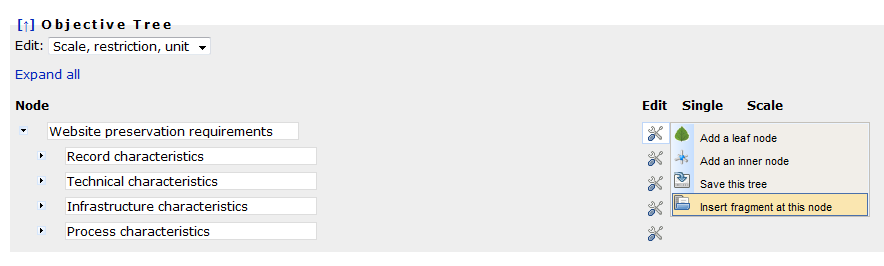 [↑] Objective Tree
Edit: Scale, restriction, unit
Expand all
Node Edit Single Scale
Website preservation requirements
Add a leaf node
Record characteristics
Add an inner node
Technical characteristics
Save this tree
Infrastructure characteristics
Insert fragment at this node
Process characteristics